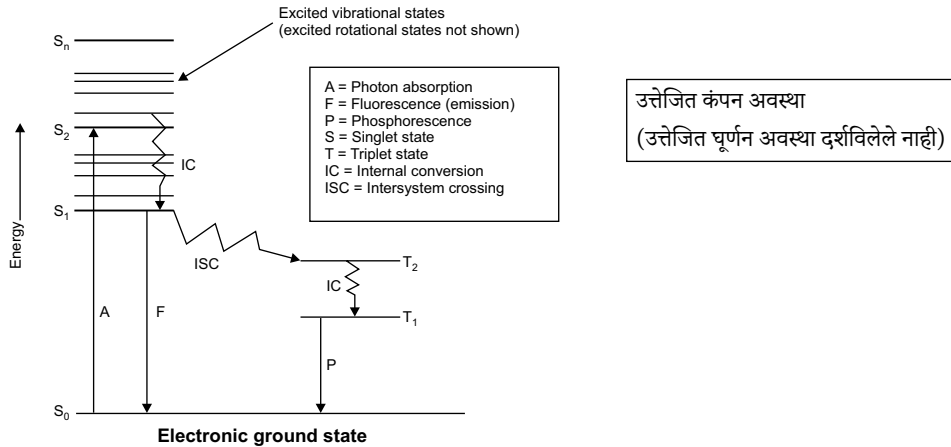 Excited vibrational states
(excited rotational states not shown)
Sn
A = Photon absorption
F = Fluorescence (emission)
P = Phosphorescence
S = Singlet state
T = Triplet state
IC = Internal conversion
ISC = Intersystem crossing
उत्तेजित कंपन अवस्था
(उत्तेजित घूर्णन अवस्था दर्शविलेले नाही)
S2
IC
S1
Energy
ISC
T2
IC
T1
A
F
P
S0
Electronic ground state